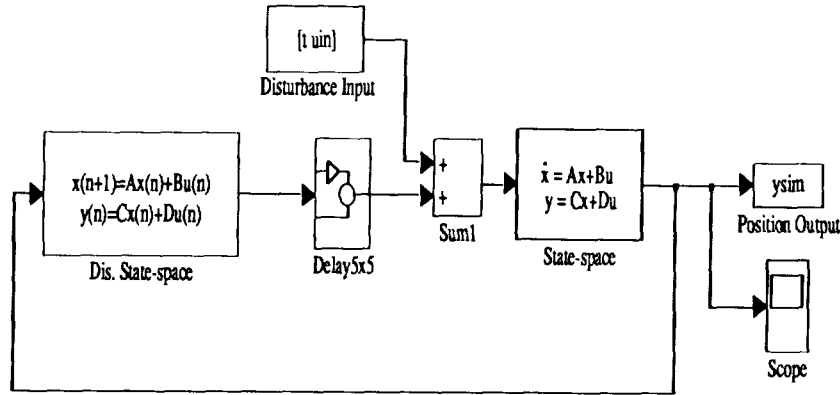 [t uin]
Disturbance Input
x(n+1)=Ax(n)+Bu(n)
y(n)=Cx(n)+Du(n)
Dis. State-space
Delay5x5
+
+
Sum1
ẋ = Ax+Bu
y = Cx+Du
State-space
ysim
Position Output
Scope